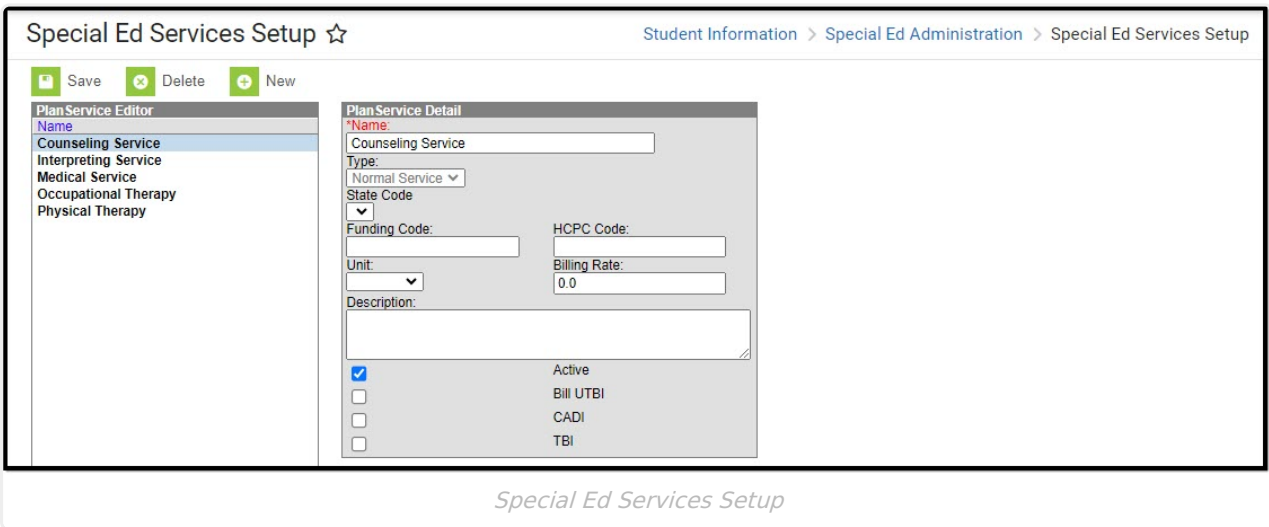 Special Ed Services Setup
Student Information > Special Ed Administration > Special Ed Services Setup
Save Delete New
PlanService Editor
Name
Counseling Service
Interpreting Service
Medical Service
Occupational Therapy
Physical Therapy
PlanService Detail
*Name:
Counseling Service
Type:
Normal Service
State Code
Funding Code: HCPC Code:
Unit: Billing Rate:
0.0
Description:
Active
Bill UTBI
CADI
TBI
Special Ed Services Setup